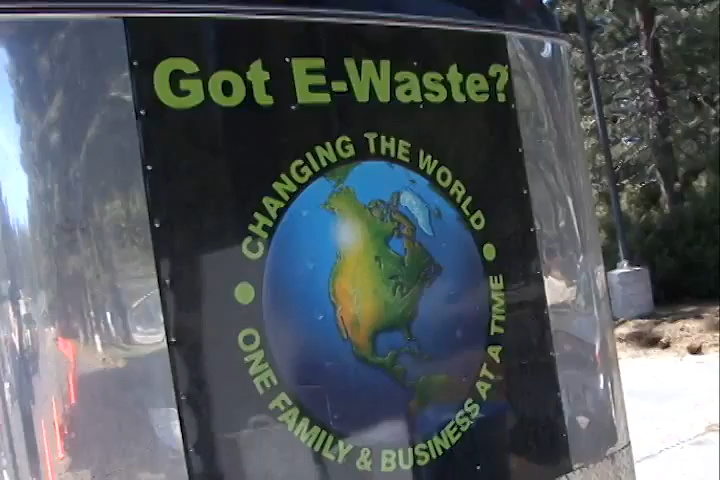 Got E-Waste?
CHANGING THE WORLD
ONE FAMILY & BUSINESS AT A TIME